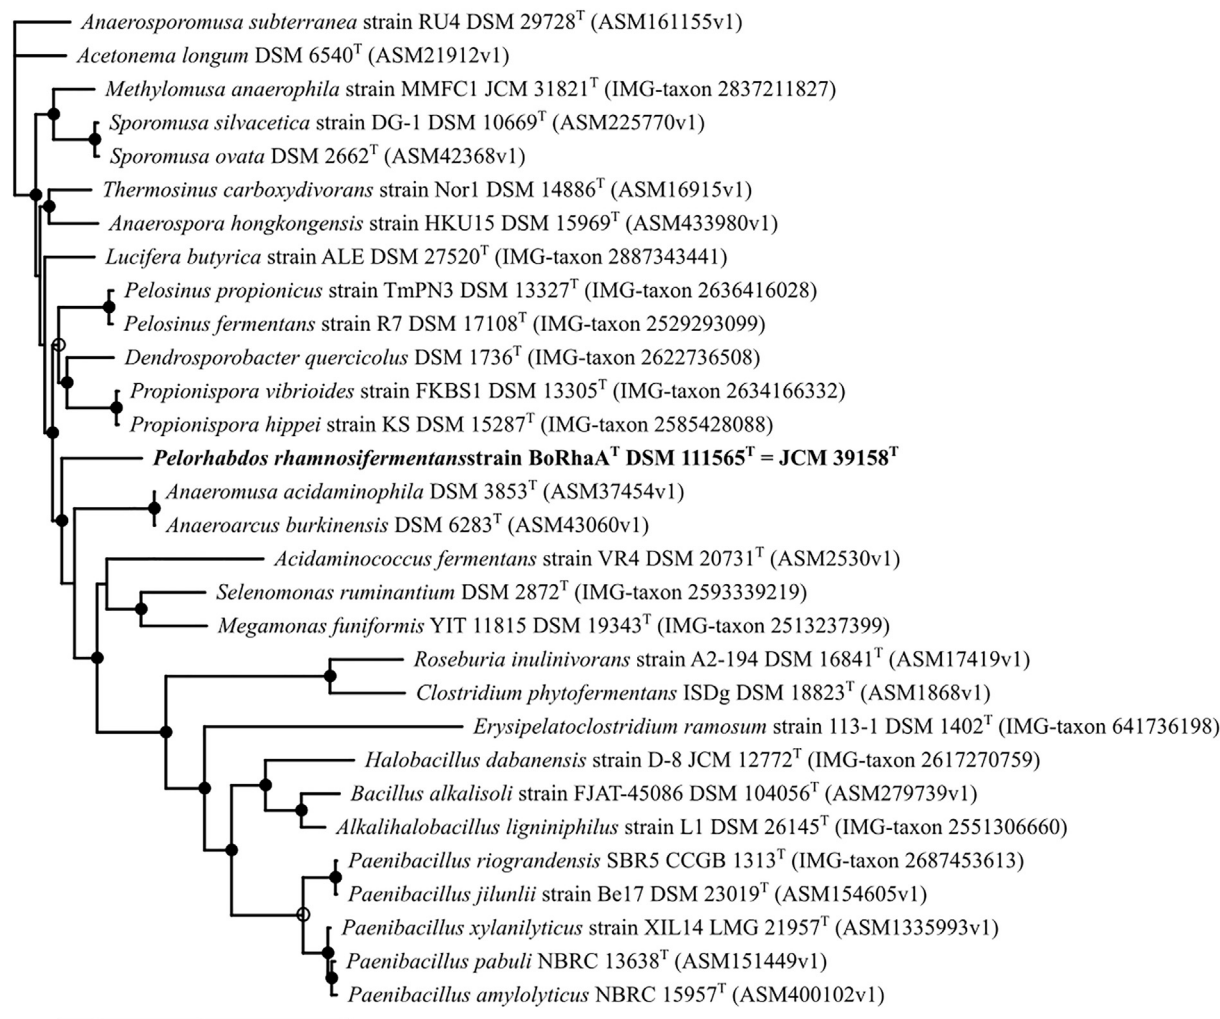 Anaerosporomusa subterranea strain RU4 DSM 29728T (ASM161155v1)
Acetonema longum DSM 6540T (ASM21912v1)
Methylomusa anaerophila strain MMFC1 JCM 31821T (IMG-taxon 2837211827)
Sporomusa silvacetica strain DG-1 DSM 10669T (ASM225770v1)
Sporomusa ovata DSM 2662T (ASM42368v1)
Thermosinus carboxydivorans strain Nor1 DSM 14886T (ASM16915v1)
Anaerospora hongkongensis strain HKU15 DSM 15969T (ASM433980v1)
Lucifera butyrica strain ALE DSM 27520T (IMG-taxon 2887343441)
Pelosinus propionicus strain TmPN3 DSM 13327T (IMG-taxon 2636416028)
Pelosinus fermentans strain R7 DSM 17108T (IMG-taxon 2529293099)
Dendrosporobacter quercicolus DSM 1736T (IMG-taxon 2622736508)
Propionispora vibrioides strain FKBS1 DSM 13305T (IMG-taxon 2634166332)
Propionispora hippei strain KS DSM 15287T (IMG-taxon 2585428088)
Pelorhabdos rhamnosifermentansstrain BoRhaAT DSM 111565T = JCM 39158T
Anaeromusa acidaminophila DSM 3853T (ASM37454v1)
Anaeroarcus burkinensis DSM 6283T (ASM43060v1)
Acidaminococcus fermentans strain VR4 DSM 20731T (ASM2530v1)
Selenomonas ruminantium DSM 2872T (IMG-taxon 2593339219)
Megamonas funiformis YIT 11815 DSM 19343T (IMG-taxon 2513237399)
Roseburia inulinivorans strain A2-194 DSM 16841T (ASM17419v1)
Clostridium phytofermentans ISDg DSM 18823T (ASM1868v1)
Erysipelatoclostridium ramosum strain 113-1 DSM 1402T (IMG-taxon 641736198)
Halobacillus dabanensis strain D-8 JCM 12772T (IMG-taxon 2617270759)
Bacillus alkalisoli strain FJAT-45086 DSM 104056T (ASM279739v1)
Alkalihalobacillus ligniniphilus strain L1 DSM 26145T (IMG-taxon 2551306660)
Paenibacillus riograndensis SBR5 CCGB 1313T (IMG-taxon 2687453613)
Paenibacillus jilunlii strain Be17 DSM 23019T (ASM154605v1)
Paenibacillus xylanilyticus strain XIL14 LMG 21957T (ASM1335993v1)
Paenibacillus pabuli NBRC 13638T (ASM151449v1)
Paenibacillus amylolyticus NBRC 15957T (ASM400102v1)